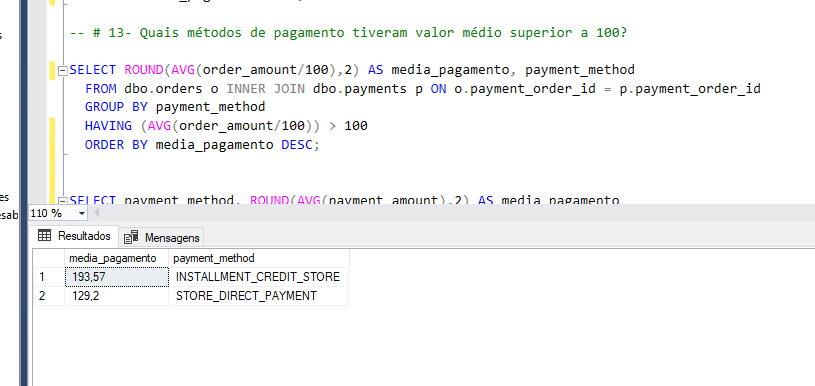 -- # 13- Quais métodos de pagamento tiveram valor médio superior a 100?
SELECT ROUND(AVG(order_amount/100),2) AS media_pagamento, payment_method
FROM dbo.orders o INNER JOIN dbo.payments p ON o.payment_order_id = p.payment_order_id
GROUP BY payment_method
HAVING (AVG(order_amount/100)) > 100
ORDER BY media_pagamento DESC;
SELECT payment_method, ROUND(AVG(payment_amount),2) AS media_pagamento
es
esab
110 %
Resultados Mensagens
media_pagamento payment_method
1 193,57 INSTALLMENT_CREDIT_STORE
2 129,2 STORE_DIRECT_PAYMENT